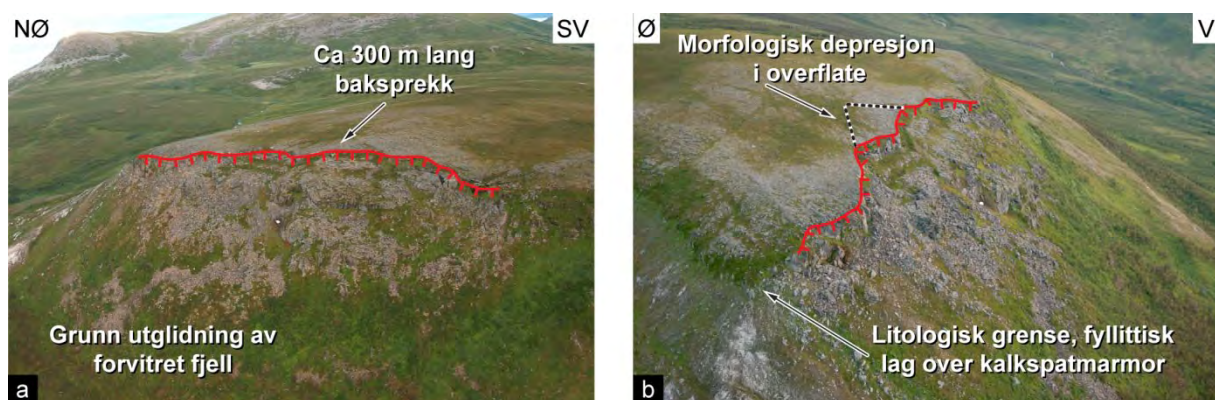 NØ
SV
Ca 300 m lang
baksprekk
Grunn utglidning av
forvitret fjell
a
Ø
V
Morfologisk depresjon
i overflate
Litologisk grense, fyllittisk
lag over kalkspatmarmor
b